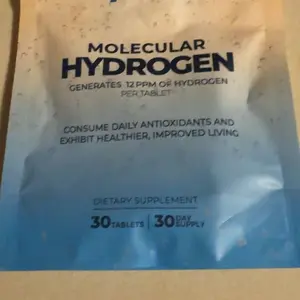 MOLECULAR
HYDROGEN
GENERATES 12 PPM OF HYDROGEN
PER TABLET
CONSUME DAILY ANTIOXIDANTS AND
EXHIBIT HEALTHIER, IMPROVED LIVING
DIETARY SUPPLEMENT
30 TABLETS | 30 DAY SUPPLY